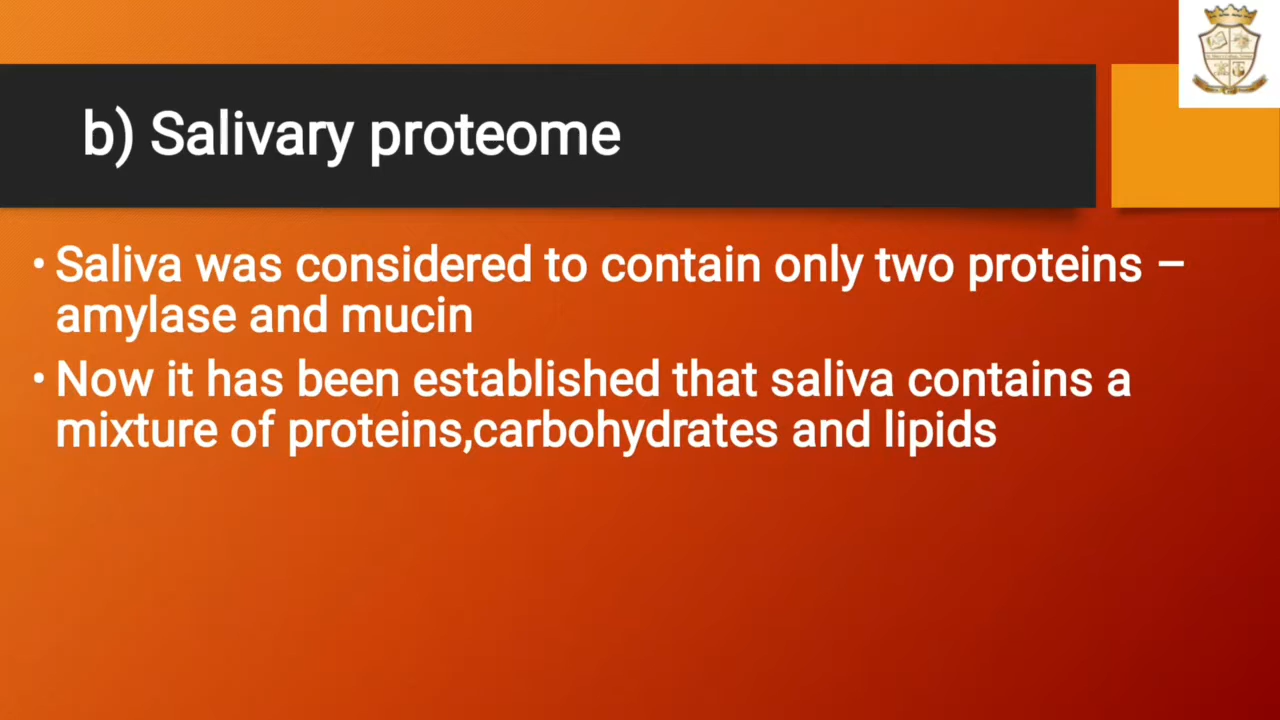 b) Salivary proteome
• Saliva was considered to contain only two proteins –
amylase and mucin
• Now it has been established that saliva contains a
mixture of proteins,carbohydrates and lipids